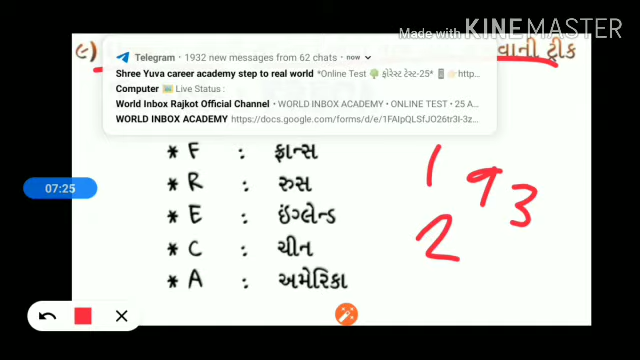 Made with KINEMASTER
૯)
વાની ટ્રીક
Telegram • 1932 new messages from 62 chats • now
Shree Yuva career academy step to real world *Online Test 🌳 ફોરેસ્ટ ટેસ્ટ-25* 📱👉http...
Computer 🖼 Live Status :
World Inbox Rajkot Official Channel • WORLD INBOX ACADEMY • ONLINE TEST • 25 A...
WORLD INBOX ACADEMY https://docs.google.com/forms/d/e/1FAIpQLSfJO26tr3I-3z...
* F : ફ્રાન્સ
07:25
* R : રુસ
* E : ઇંગ્લેન્ડ
* C : ચીન
* A : અમેરિકા
193
2